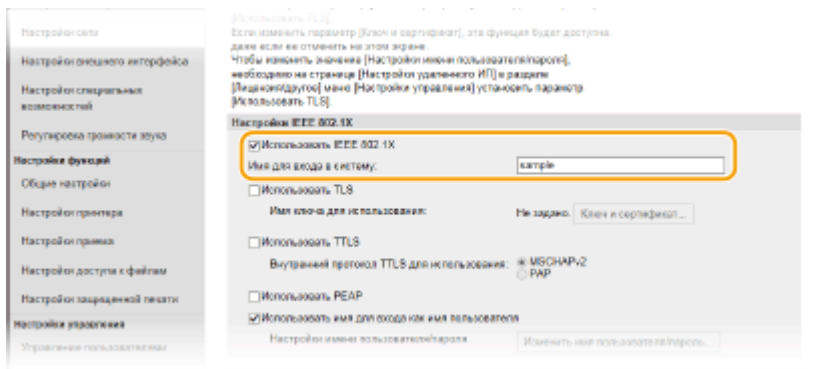 Настройки сети
Настройки внешнего интерфейса
Настройки специальных
возможностей
Регулировка громкости звука
Настройки функций
Общие настройки
Настройки принтера
Настройки приема
Настройки доступа к файлам
Настройки защищенной печати
Настройки управления
Управление пользователями
[Использовать TLS].
Если изменить параметр [Ключ и сертификат], эта функция будет доступна,
даже если ее отменить на этом экране.
Чтобы изменить значение [Настройки имени пользователя/пароля],
необходимо на странице [Настройки удаленного ИП] в разделе
[Лицензия/другое] меню [Настройки управления] установить параметр
[Использовать TLS].
Настройки IEEE 802.1X
Использовать IEEE 802.1X
Имя для входа в систему: sample
Использовать TLS
Имя ключа для использования: Не задано. Ключ и сертификат...
Использовать TTLS
Внутренний протокол TTLS для использования: MSCHAPv2
PAP
Использовать PEAP
Использовать имя для входа как имя пользователя
Настройки имени пользователя/пароля Изменить имя пользователя/пароль...